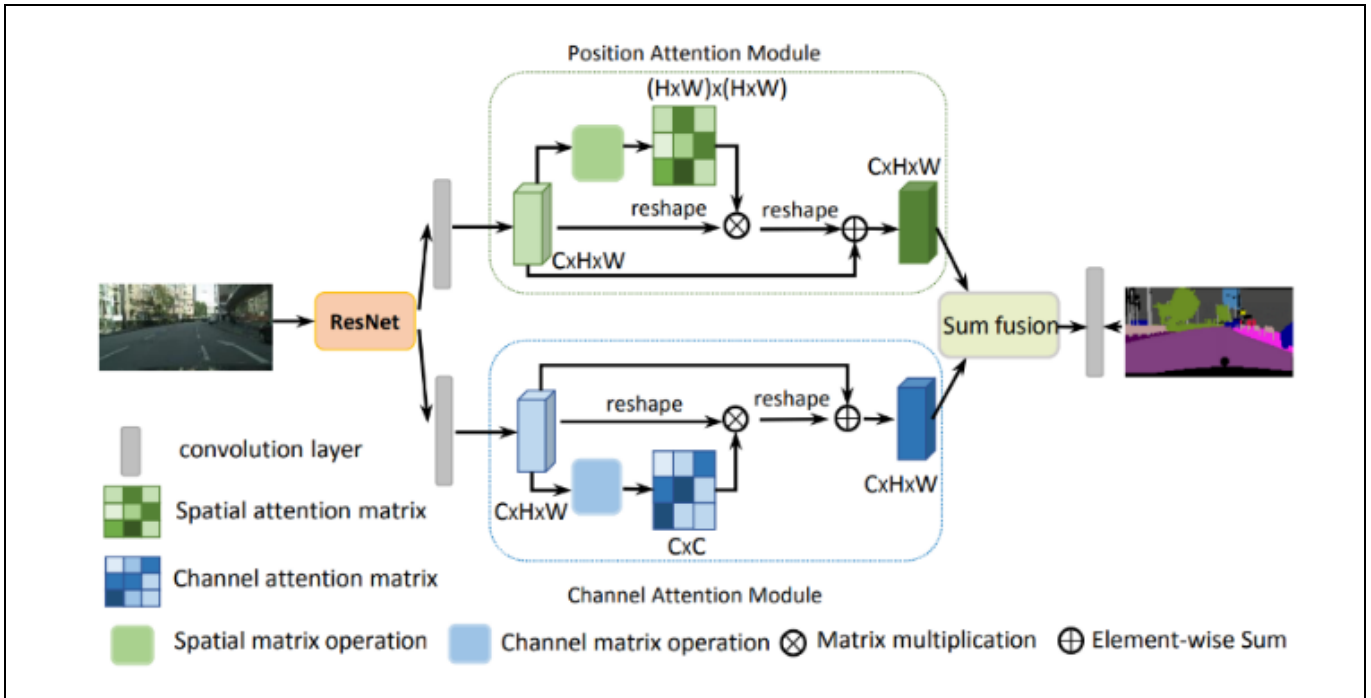 Position Attention Module
(HxW)x(HxW)
CxHxW
reshape
reshape
CxHxW
ResNet
Sum fusion
reshape
reshape
convolution layer
CxHxW
CxHxW
CxC
Spatial attention matrix
Channel attention matrix
Channel Attention Module
Spatial matrix operation
Channel matrix operation
Matrix multiplication
Element-wise Sum